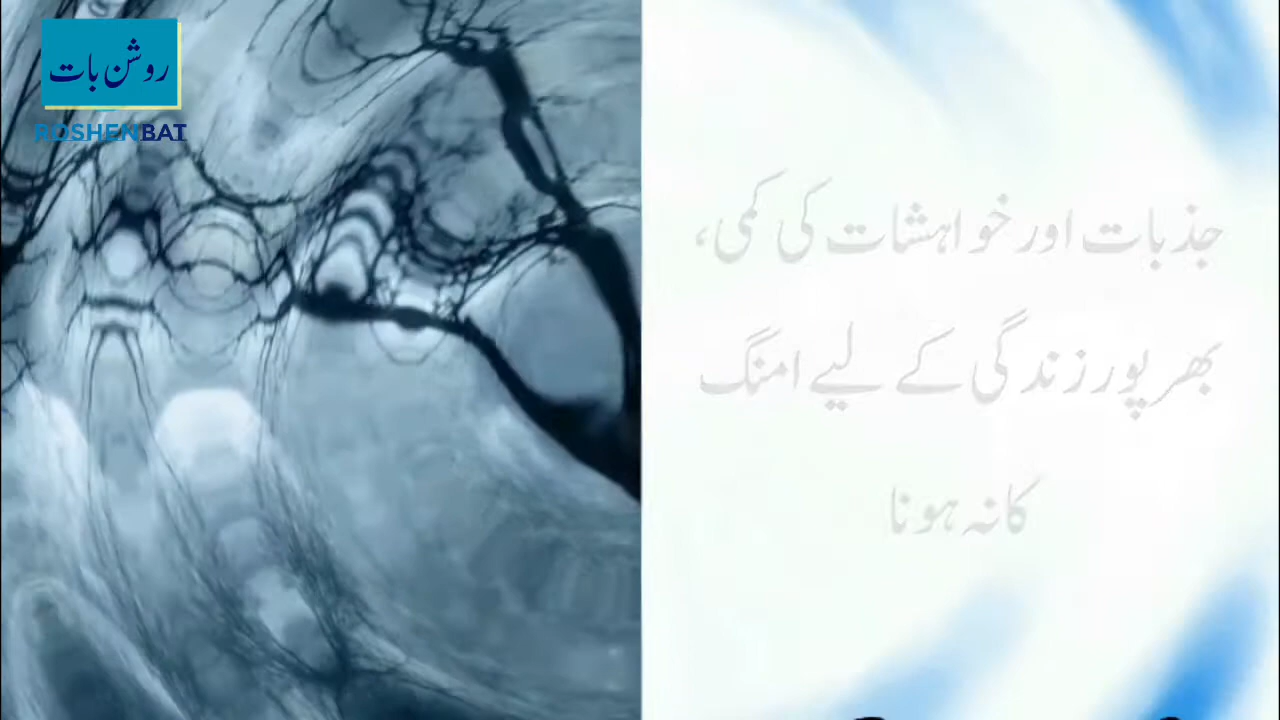 روشن بات
ROSHENBAT
جذبات اور خواہشات کی کمی،
بھرپور زندگی کے لیے امنگ
کا نہ ہونا